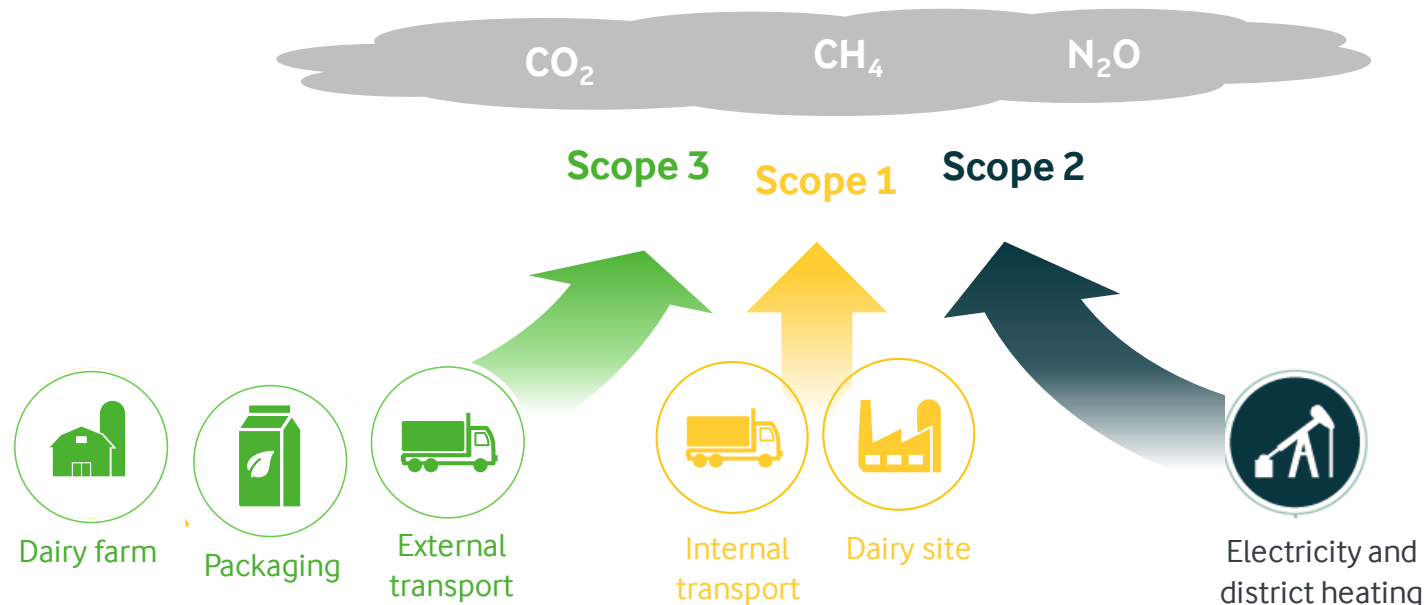 CO₂
CH₄
N₂O
Scope 3
Scope 1
Scope 2
Dairy farm
Packaging
External
transport
Internal
transport
Dairy site
Electricity and
district heating